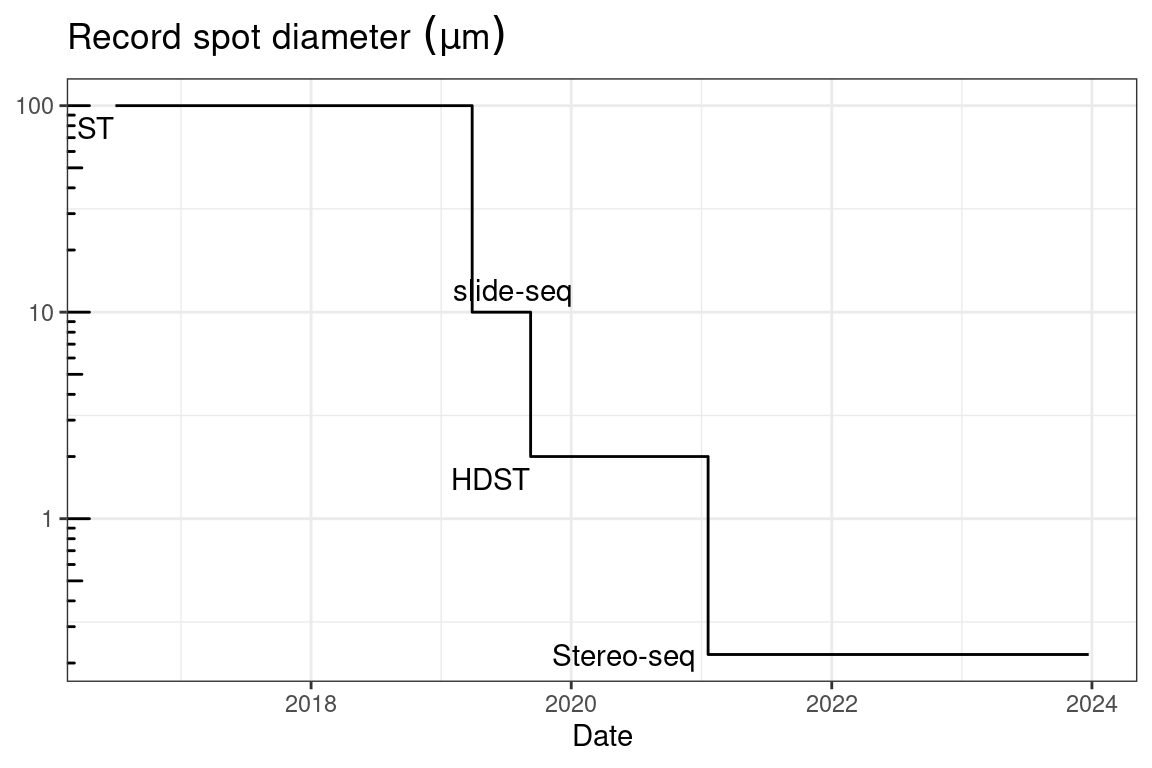 Record spot diameter (μm)
100
ST
slide-seq
10
HDST
1
Stereo-seq
2018 2020 2022 2024
Date